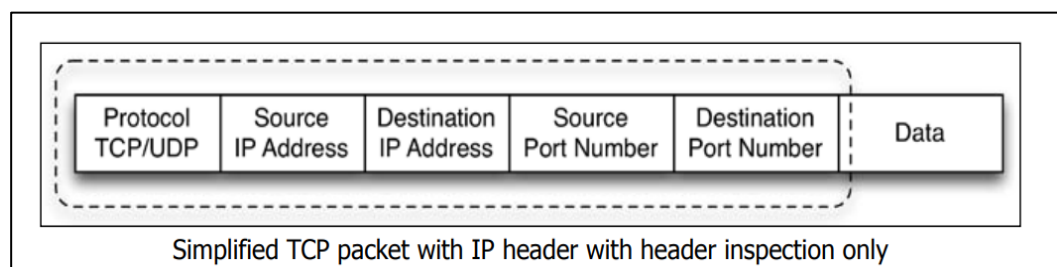 Protocol
TCP/UDP
Source
IP Address
Destination
IP Address
Source
Port Number
Destination
Port Number
Data
Simplified TCP packet with IP header with header inspection only